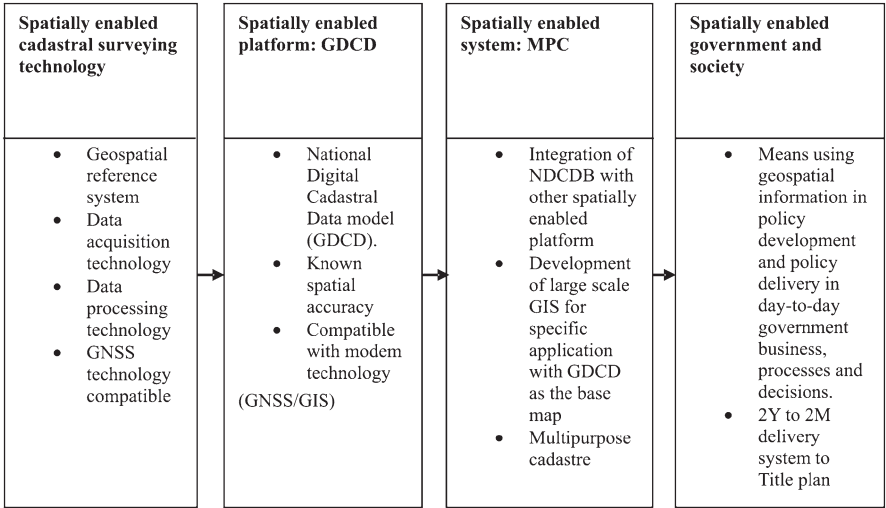 Spatially enabled
cadastral surveying
technology
• Geospatial
reference
system
• Data
acquisition
technology
• Data
processing
technology
• GNSS
technology
compatible
Spatially enabled
platform: GDCD
• National
Digital
Cadastral
Data model
(GDCD).
• Known
spatial
accuracy
• Compatible
with modem
technology
(GNSS/GIS)
Spatially enabled
system: MPC
• Integration of
NDCDB with
other spatially
enabled
platform
• Development
of large scale
GIS for
specific
application
with GDCD
as the base
map
• Multipurpose
cadastre
Spatially enabled
government and
society
• Means using
geospatial
information in
policy
development
and policy
delivery in
day-to-day
government
business,
processes and
decisions.
• 2Y to 2M
delivery
system to
Title plan